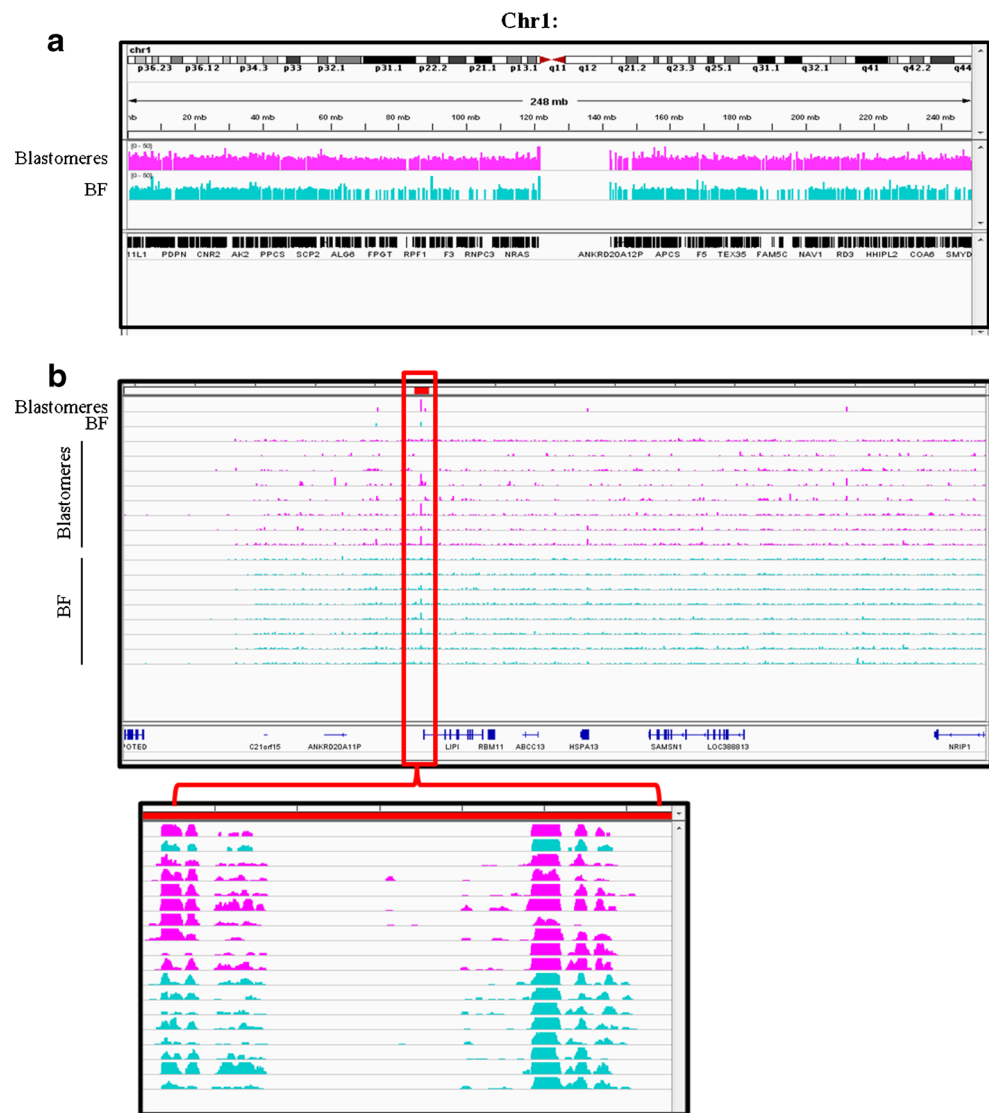 Chr1:
a
chr1
p36.23 p36.12 p34.3 p33 p32.1 p31.1 p22.2 p21.1 p13.1 q11 q12 q21.2 q23.3 q25.1 q31.1 q32.1 q41 q42.2 q44
248 mb
20 mb 40 mb 60 mb 80 mb 100 mb 120 mb 140 mb 160 mb 180 mb 200 mb 220 mb 240 mb
[0 - 50]
Blastomeres
[0 - 50]
BF
11L1 PDPN CNR2 AK2 PPCS SCP2 ALG6 FPGT RPF1 F3 RNPC3 NRAS ANKRD20A12P APCS F5 TEX35 FAM5C NAV1 RD3 HHIPL2 COA6 SMYD
b
Blastomeres
BF
Blastomeres
BF
POTED C21orf15 ANKRD20A11P LIPI RBM11 ABCC13 HSPA13 SAMSN1 LOC388813 NRIP1